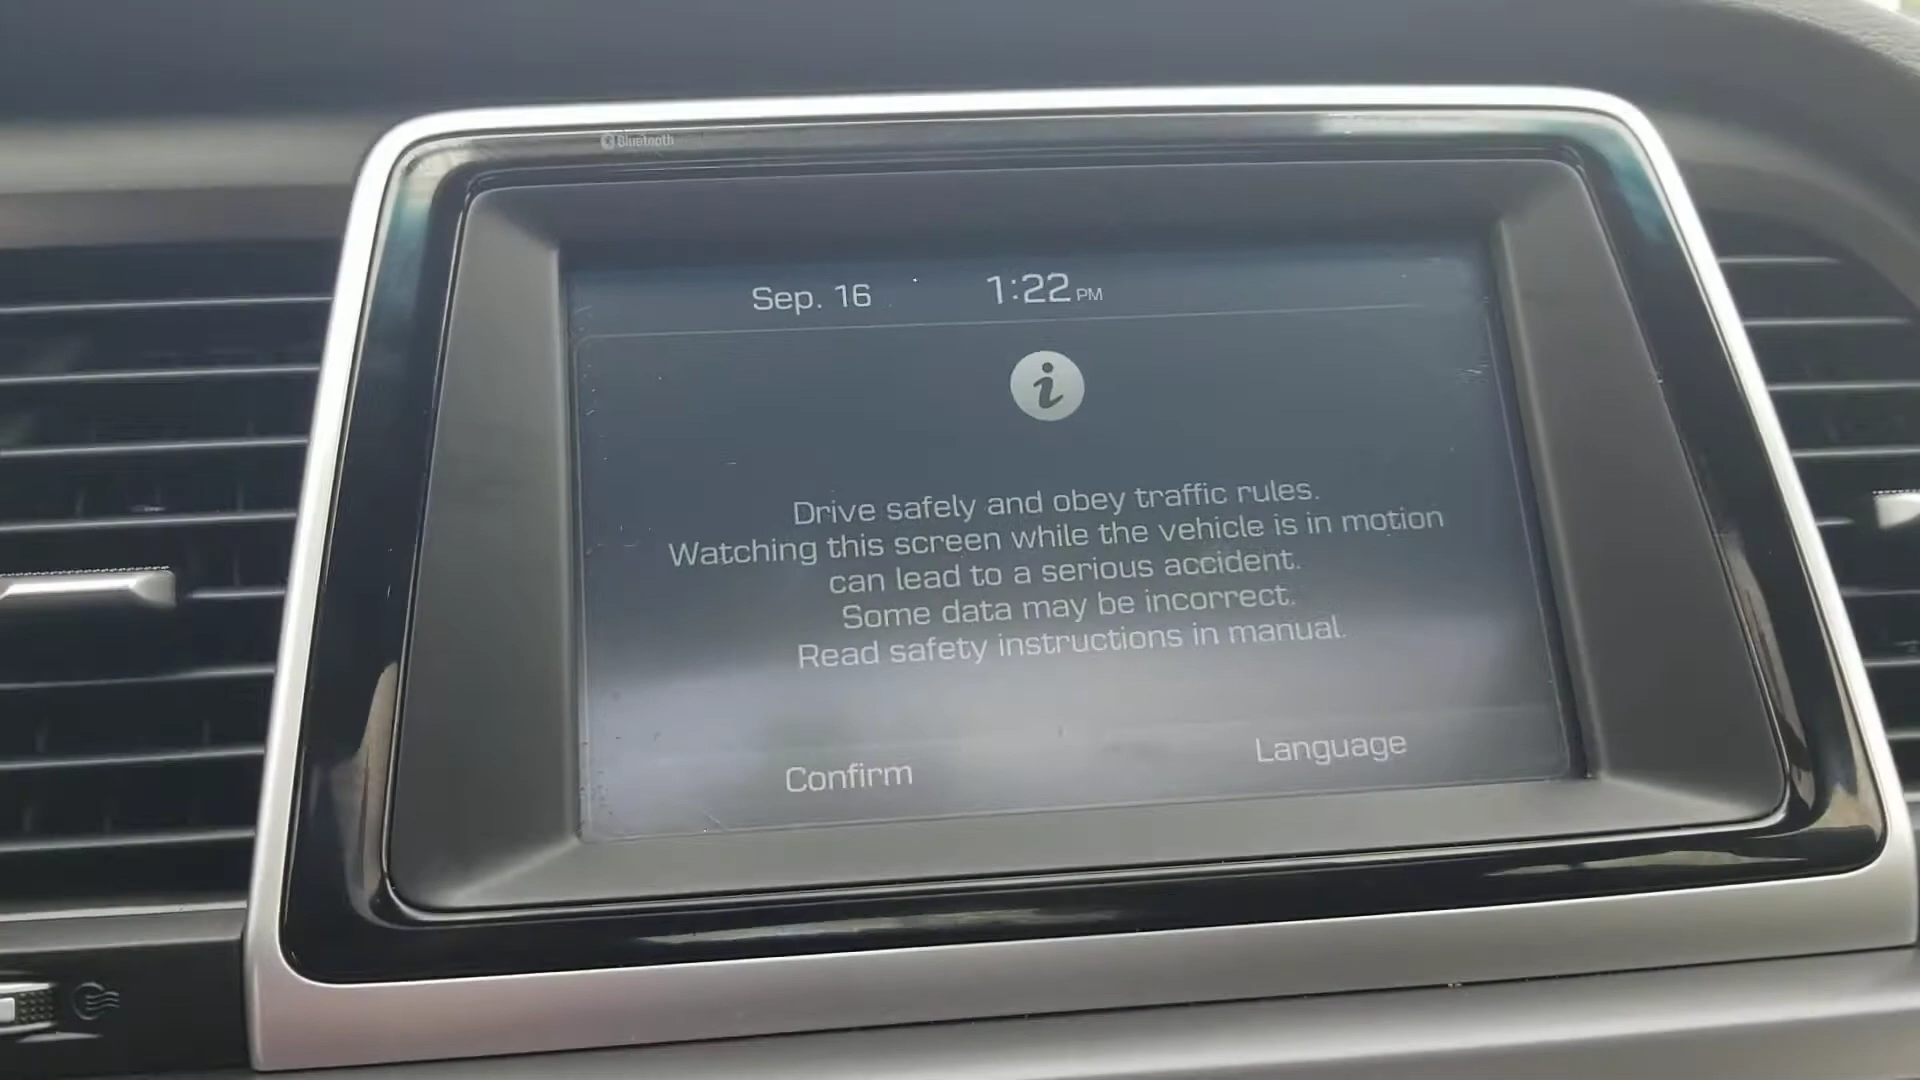 Bluetooth
Sep. 16 1:22 PM
i
Drive safely and obey traffic rules.
Watching this screen while the vehicle is in motion
can lead to a serious accident.
Some data may be incorrect.
Read safety instructions in manual.
Confirm Language